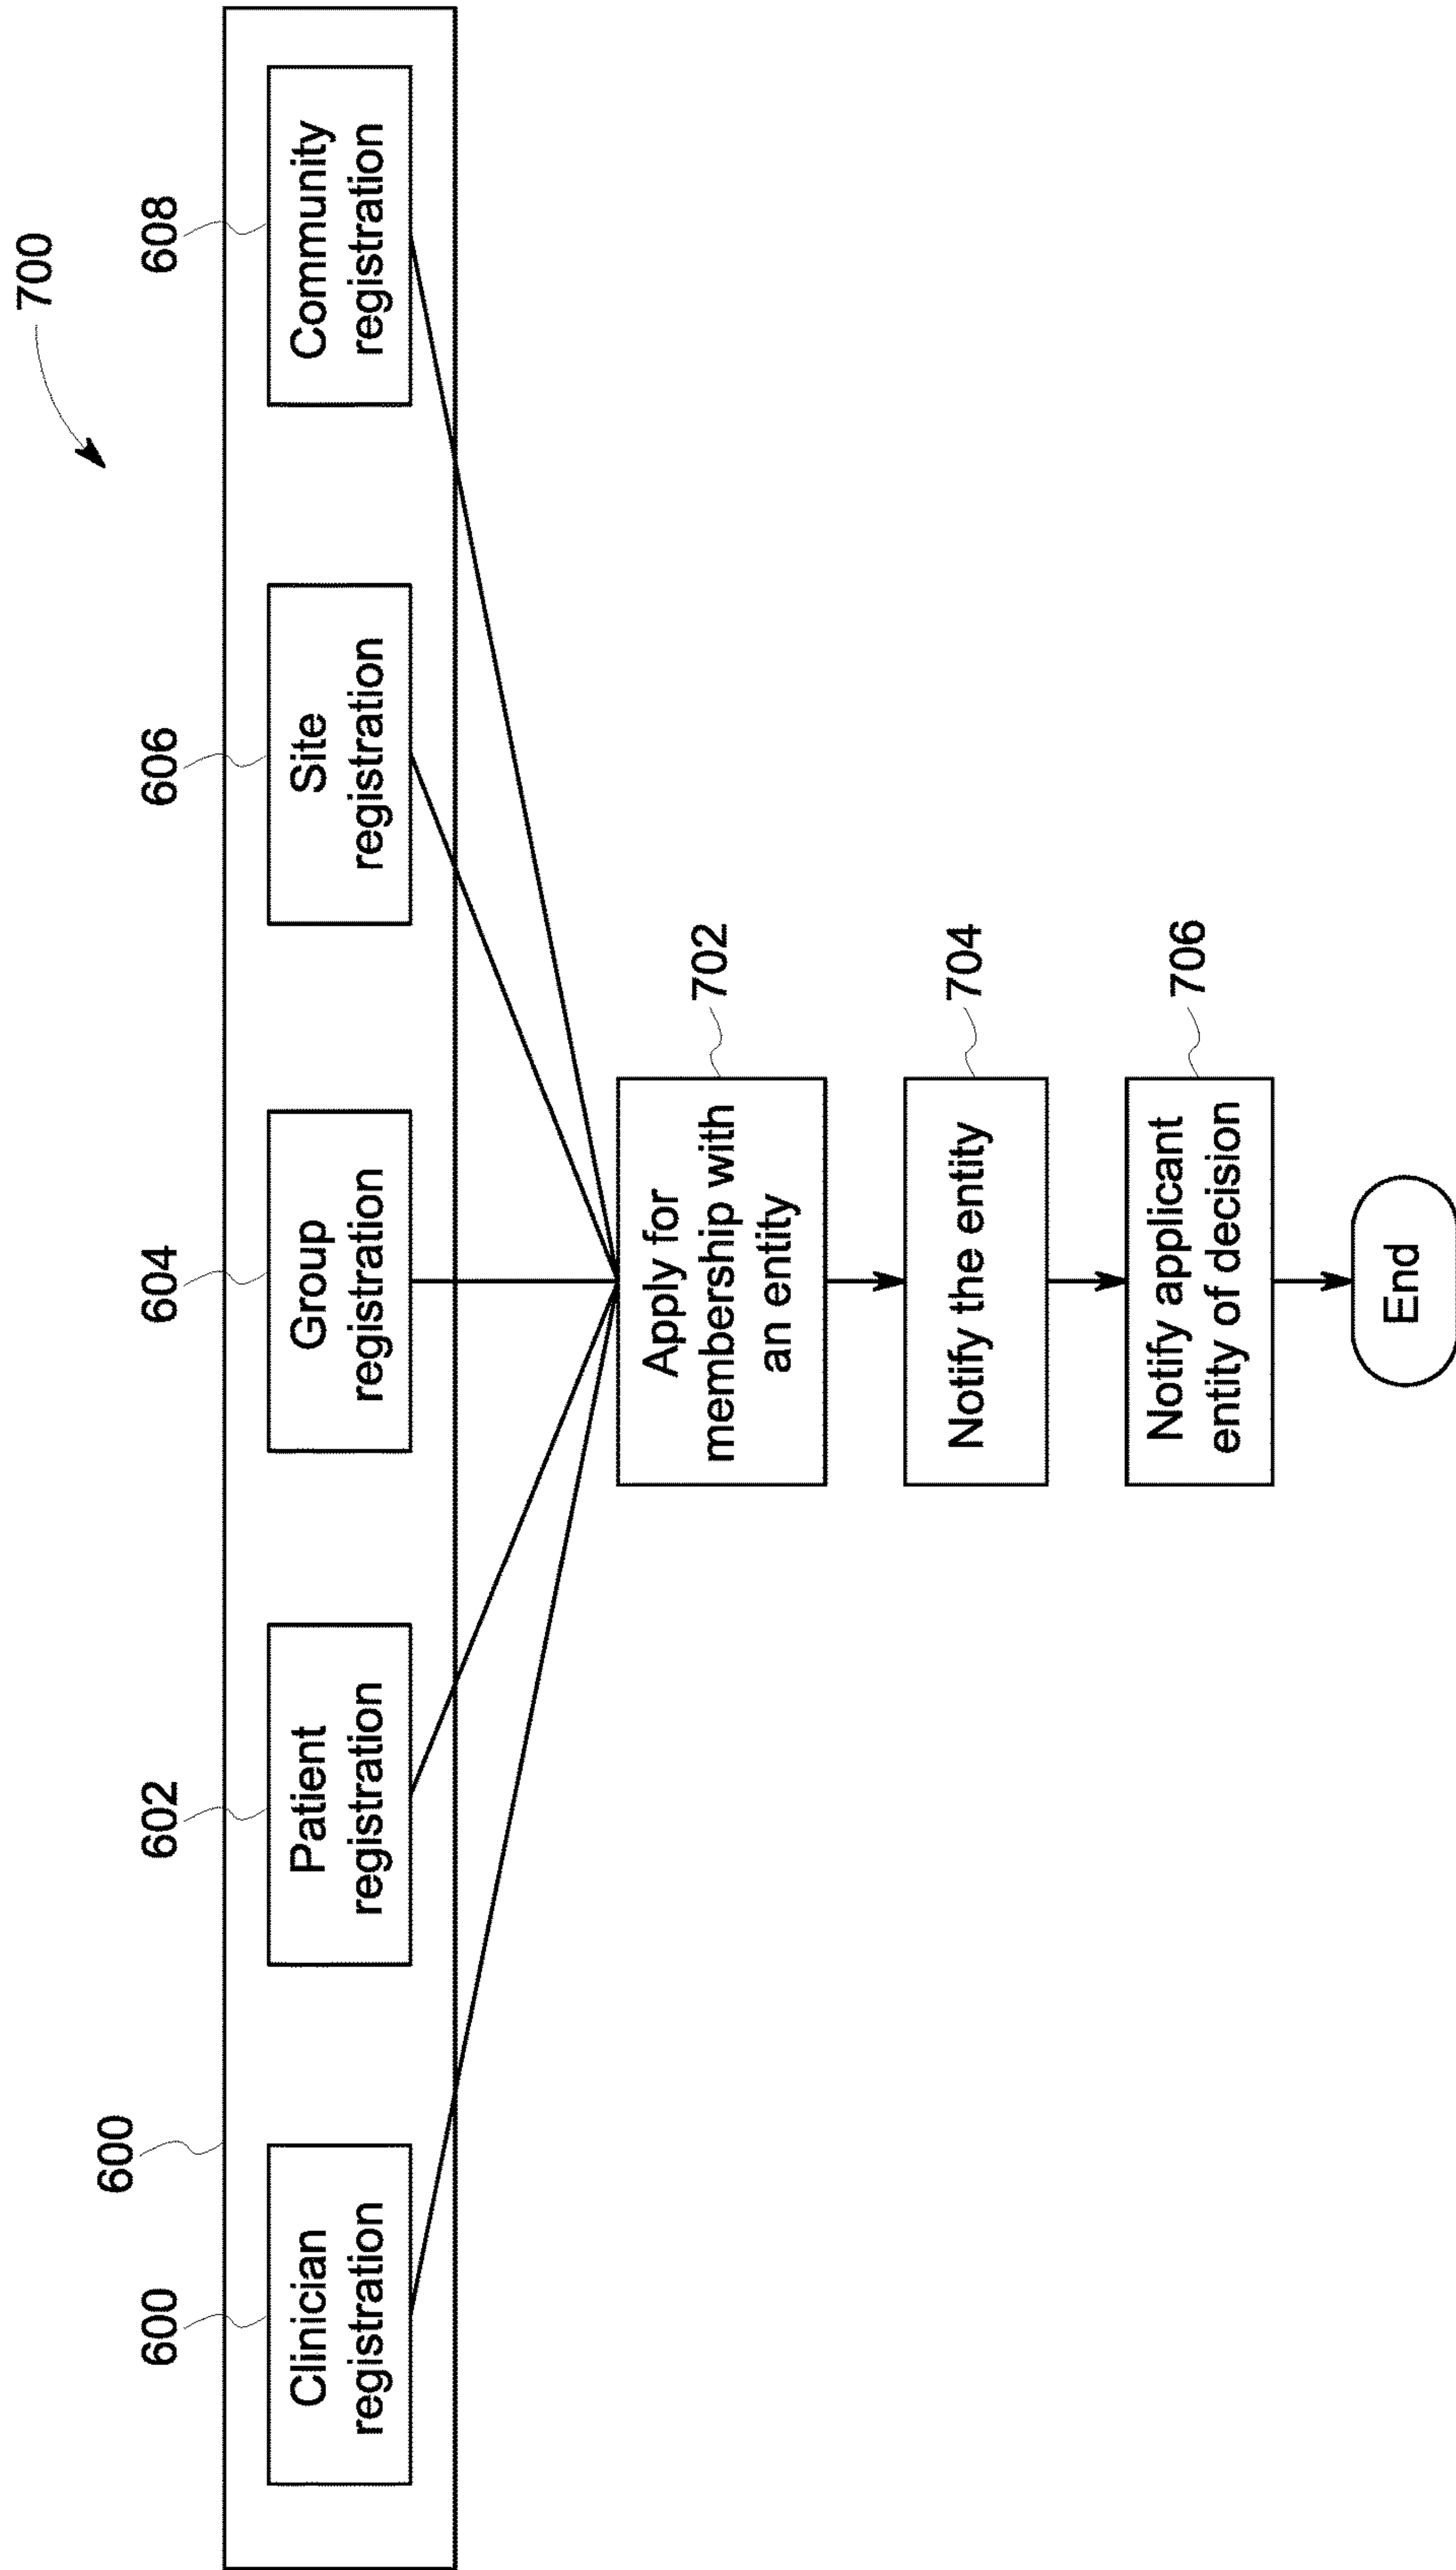 700
600
600
602
604
606
608
Clinician
registration
Patient
registration
Group
registration
Site
registration
Community
registration
Apply for
membership with
an entity
702
Notify the entity
704
Notify applicant
entity of decision
706
End